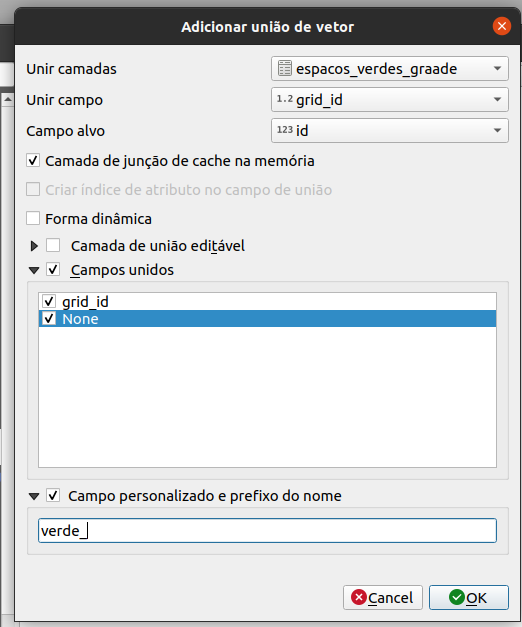 Adicionar união de vetor
Unir camadas espacos_verdes_graade
Unir campo 1.2 grid_id
Campo alvo 123 id
Camada de junção de cache na memória
Criar índice de atributo no campo de união
Forma dinâmica
Camada de união editável
Campos unidos
grid_id
None
Campo personalizado e prefixo do nome
verde_
Cancel OK